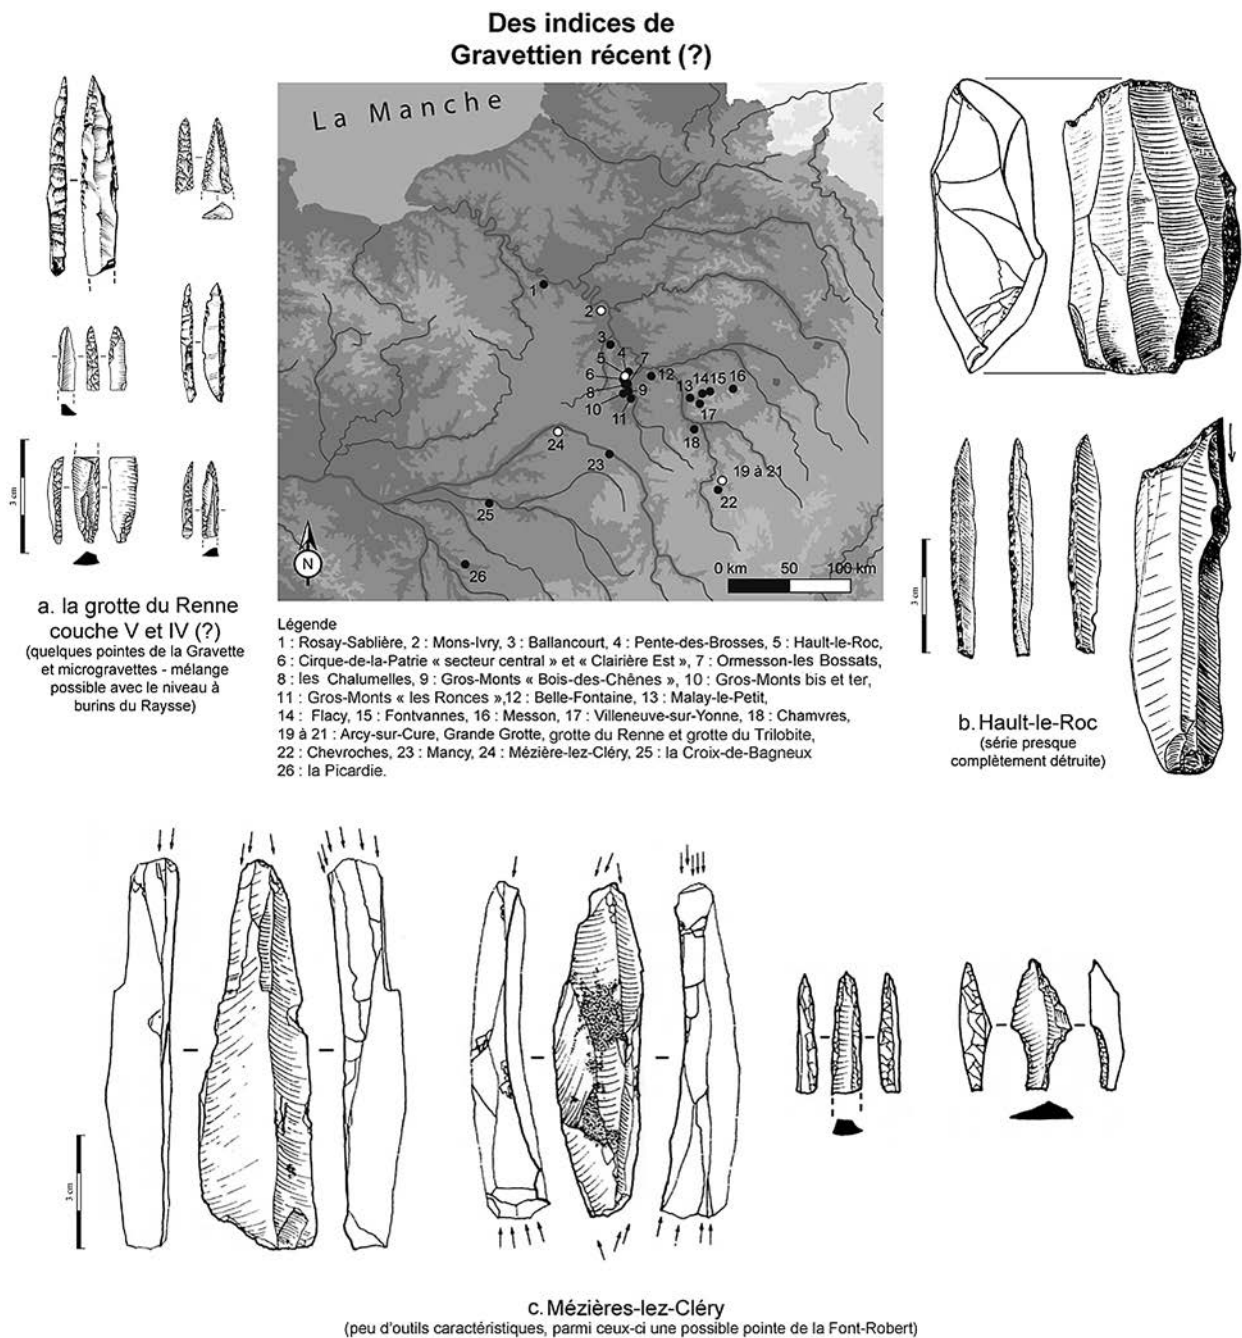 Des indices de
Gravettien récent (?)
La Manche
1
2
3
4
5
6
7
8
9
10
11
12
13
14
15
16
17
18
19 à 21
22
23
24
25
26
N
0 km 50 100 km
3 cm
a. la grotte du Renne
couche V et IV (?)
(quelques pointes de la Gravette
et microgravettes - mélange
possible avec le niveau à
burins du Raysse)
Légende
1 : Rosay-Sablière, 2 : Mons-Ivry, 3 : Ballancourt, 4 : Pente-des-Brosses, 5 : Hault-le-Roc,
6 : Cirque-de-la-Patrie « secteur central » et « Clairière Est », 7 : Ormesson-les Bossats,
8 : les Chalumelles, 9 : Gros-Monts « Bois-des-Chênes », 10 : Gros-Monts bis et ter,
11 : Gros-Monts « les Ronces »,12 : Belle-Fontaine, 13 : Malay-le-Petit,
14 : Flacy, 15 : Fontvannes, 16 : Messon, 17 : Villeneuve-sur-Yonne, 18 : Chamvres,
19 à 21 : Arcy-sur-Cure, Grande Grotte, grotte du Renne et grotte du Trilobite,
22 : Chevroches, 23 : Mancy, 24 : Mézière-lez-Cléry, 25 : la Croix-de-Bagneux
26 : la Picardie.
3 cm
b. Hault-le-Roc
(série presque
complètement détruite)
3 cm
c. Mézières-lez-Cléry
(peu d'outils caractéristiques, parmi ceux-ci une possible pointe de la Font-Robert)